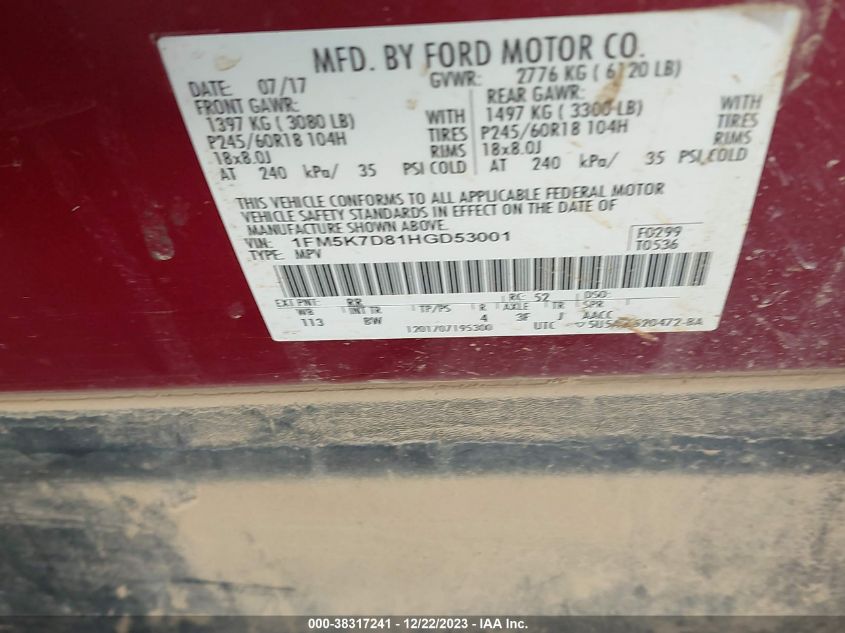 MFD. BY FORD MOTOR CO.
DATE: 07/17 GVWR: 2776 KG ( 6120 LB)
FRONT GAWR: REAR GAWR:
1397 KG ( 3080 LB) WITH 1497 KG ( 3300 LB) WITH
P245/60R18 104H TIRES P245/60R18 104H TIRES
18x8.0J RIMS 18x8.0J RIMS
AT 240 kPa/ 35 PSI COLD AT 240 kPa/ 35 PSI COLD
THIS VEHICLE CONFORMS TO ALL APPLICABLE FEDERAL MOTOR
VEHICLE SAFETY STANDARDS IN EFFECT ON THE DATE OF
MANUFACTURE SHOWN ABOVE.
VIN: 1FM5K7D81HGD53001 F0299
TYPE: MPV T0536
EXT PNT: RR RC: 52 DSO:
WB INT TR TP/PS R AXLE TR SPR
113 BW 4 3F J AACC
1201707195300 UTC
000-38317241 - 12/22/2023 - IAA Inc.